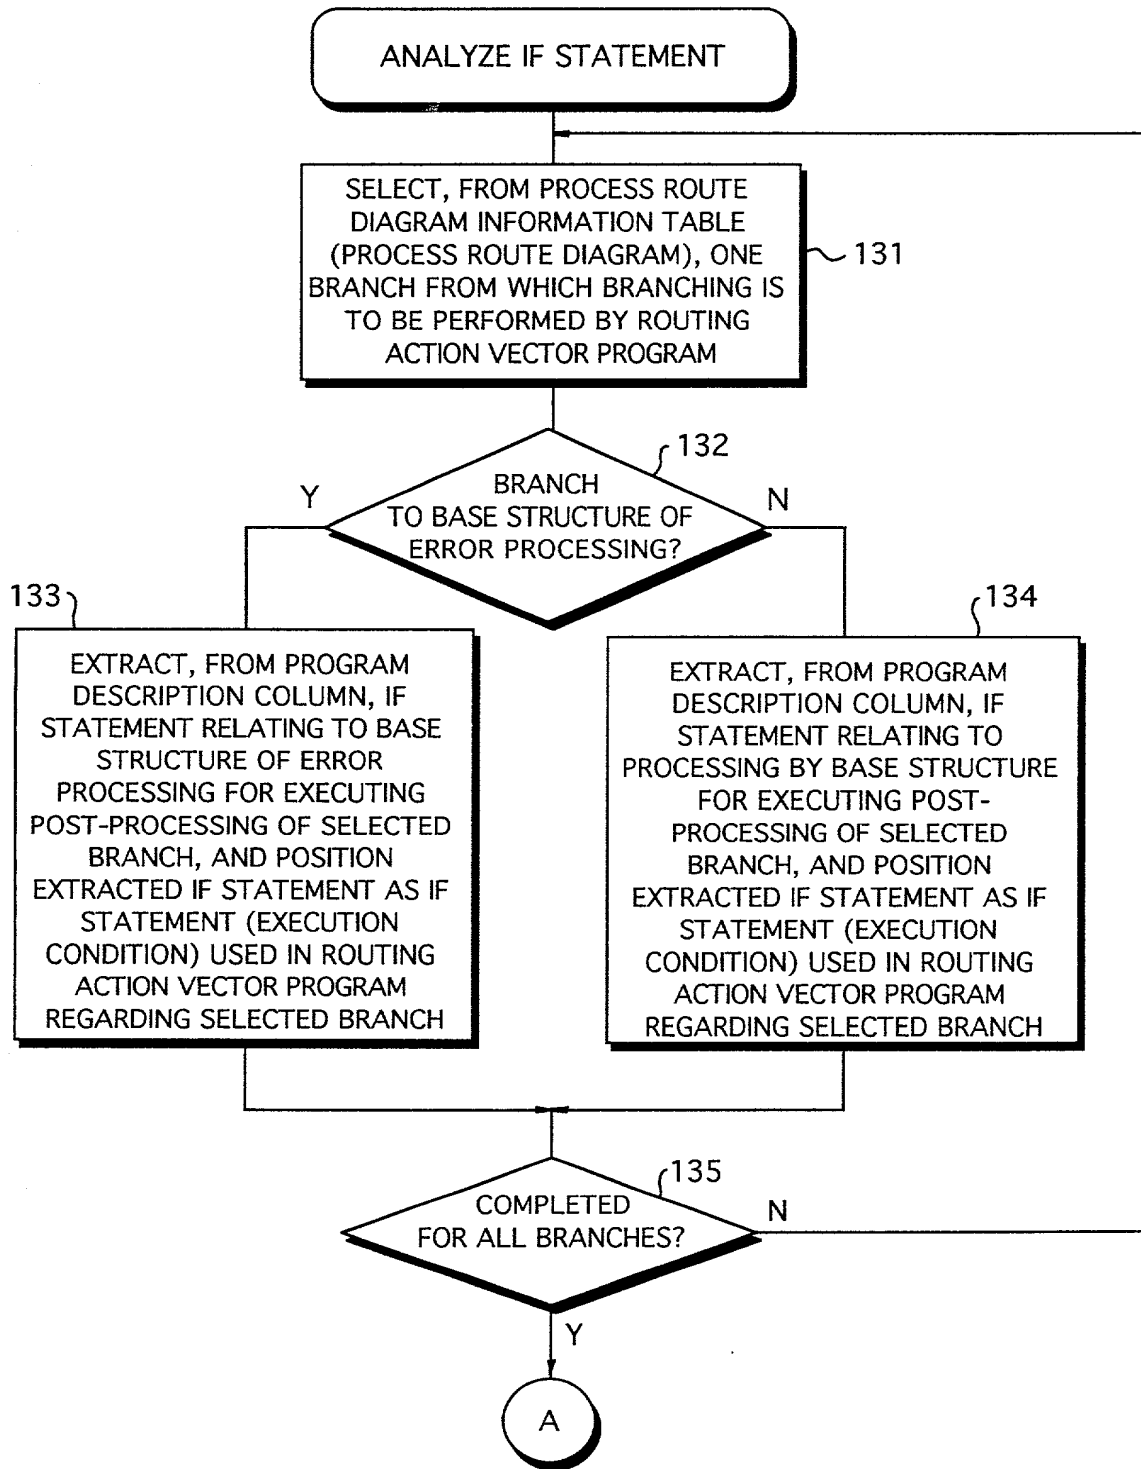 ANALYZE IF STATEMENT
SELECT, FROM PROCESS ROUTE
DIAGRAM INFORMATION TABLE
(PROCESS ROUTE DIAGRAM), ONE
BRANCH FROM WHICH BRANCHING IS
TO BE PERFORMED BY ROUTING
ACTION VECTOR PROGRAM
131
132
Y
BRANCH
TO BASE STRUCTURE OF
ERROR PROCESSING?
N
133
EXTRACT, FROM PROGRAM
DESCRIPTION COLUMN, IF
STATEMENT RELATING TO BASE
STRUCTURE OF ERROR
PROCESSING FOR EXECUTING
POST-PROCESSING OF SELECTED
BRANCH, AND POSITION
EXTRACTED IF STATEMENT AS IF
STATEMENT (EXECUTION
CONDITION) USED IN ROUTING
ACTION VECTOR PROGRAM
REGARDING SELECTED BRANCH
134
EXTRACT, FROM PROGRAM
DESCRIPTION COLUMN, IF
STATEMENT RELATING TO
PROCESSING BY BASE STRUCTURE
FOR EXECUTING POST-
PROCESSING OF SELECTED
BRANCH, AND POSITION
EXTRACTED IF STATEMENT AS IF
STATEMENT (EXECUTION
CONDITION) USED IN ROUTING
ACTION VECTOR PROGRAM
REGARDING SELECTED BRANCH
135
COMPLETED
FOR ALL BRANCHES?
N
Y
A